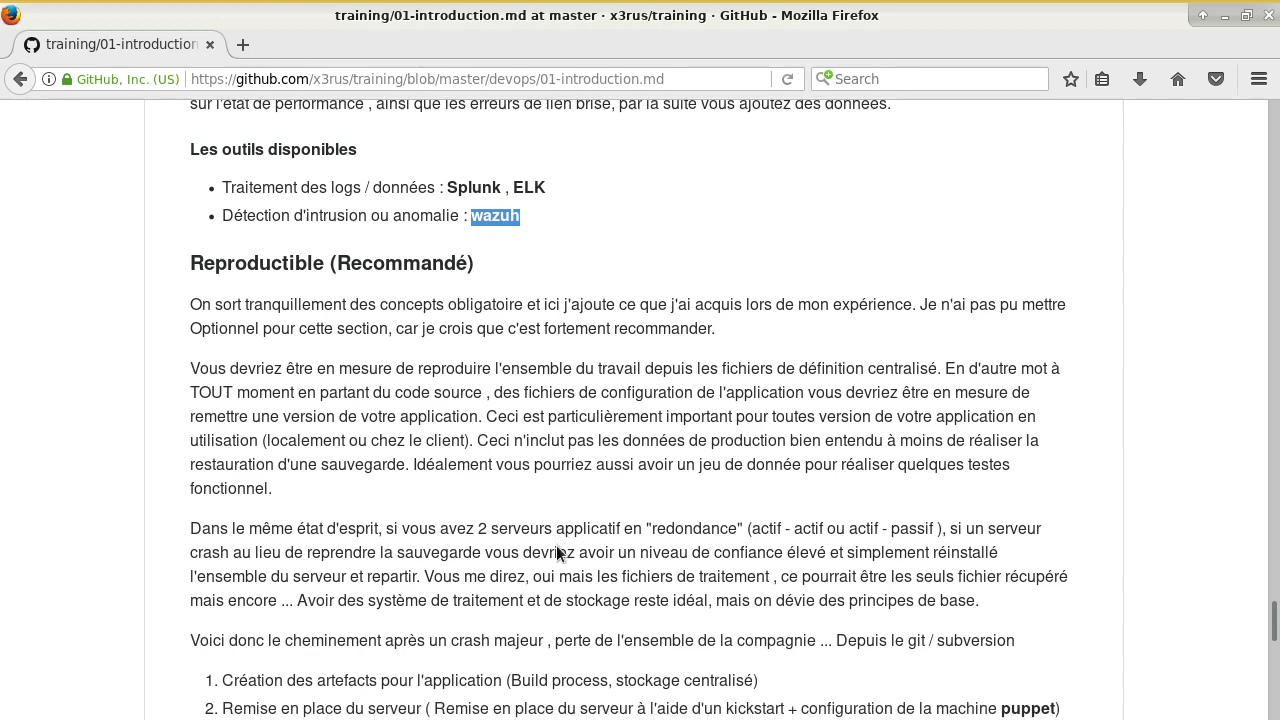 training/01-introduction.md at master · x3rus/training · GitHub - Mozilla Firefox
training/01-introduction
GitHub, Inc. (US)
https://github.com/x3rus/training/blob/master/devops/01-introduction.md
Search
sur l'état de performance , ainsi que les erreurs de lien brisé, par la suite vous ajoutez des données.
Les outils disponibles
• Traitement des logs / données : Splunk , ELK
• Détection d'intrusion ou anomalie : wazuh
Reproductible (Recommandé)
On sort tranquillement des concepts obligatoire et ici j'ajoute ce que j'ai acquis lors de mon expérience. Je n'ai pas pu mettre
Optionnel pour cette section, car je crois que c'est fortement recommander.
Vous devriez être en mesure de reproduire l'ensemble du travail depuis les fichiers de définition centralisé. En d'autre mot à
TOUT moment en partant du code source , des fichiers de configuration de l'application vous devriez être en mesure de
remettre une version de votre application. Ceci est particulièrement important pour toutes version de votre application en
utilisation (localement ou chez le client). Ceci n'inclut pas les données de production bien entendu à moins de réaliser la
restauration d'une sauvegarde. Idéalement vous pourriez aussi avoir un jeu de donnée pour réaliser quelques testes
fonctionnel.
Dans le même état d'esprit, si vous avez 2 serveurs applicatif en "redondance" (actif - actif ou actif - passif ), si un serveur
crash au lieu de reprendre la sauvegarde vous devriez avoir un niveau de confiance élevé et simplement réinstallé
l'ensemble du serveur et repartir. Vous me direz, oui mais les fichiers de traitement , ce pourrait être les seuls fichier récupéré
mais encore ... Avoir des système de traitement et de stockage reste idéal, mais on dévie des principes de base.
Voici donc le cheminement après un crash majeur , perte de l'ensemble de la compagnie ... Depuis le git / subversion
1. Création des artefacts pour l'application (Build process, stockage centralisé)
2. Remise en place du serveur ( Remise en place du serveur à l'aide d'un kickstart + configuration de la machine puppet)